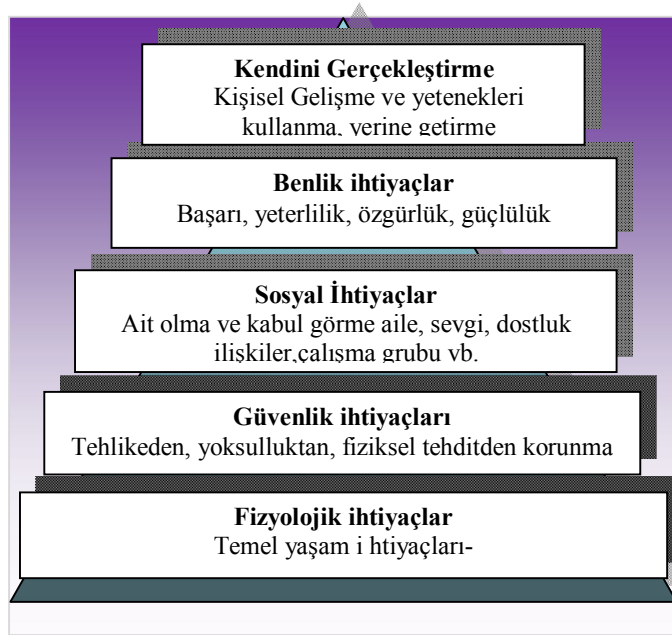 Kendini Gerçekleştirme
Kişisel Gelişme ve yetenekleri
kullanma, yerine getirme
Benlik ihtiyaçlar
Başarı, yeterlilik, özgürlük, güçlülük
Sosyal İhtiyaçlar
Ait olma ve kabul görme aile, sevgi, dostluk
ilişkiler,çalışma grubu vb.
Güvenlik ihtiyaçları
Tehlikeden, yoksulluktan, fiziksel tehditden korunma
Fizyolojik ihtiyaçlar
Temel yaşam i htiyaçları-